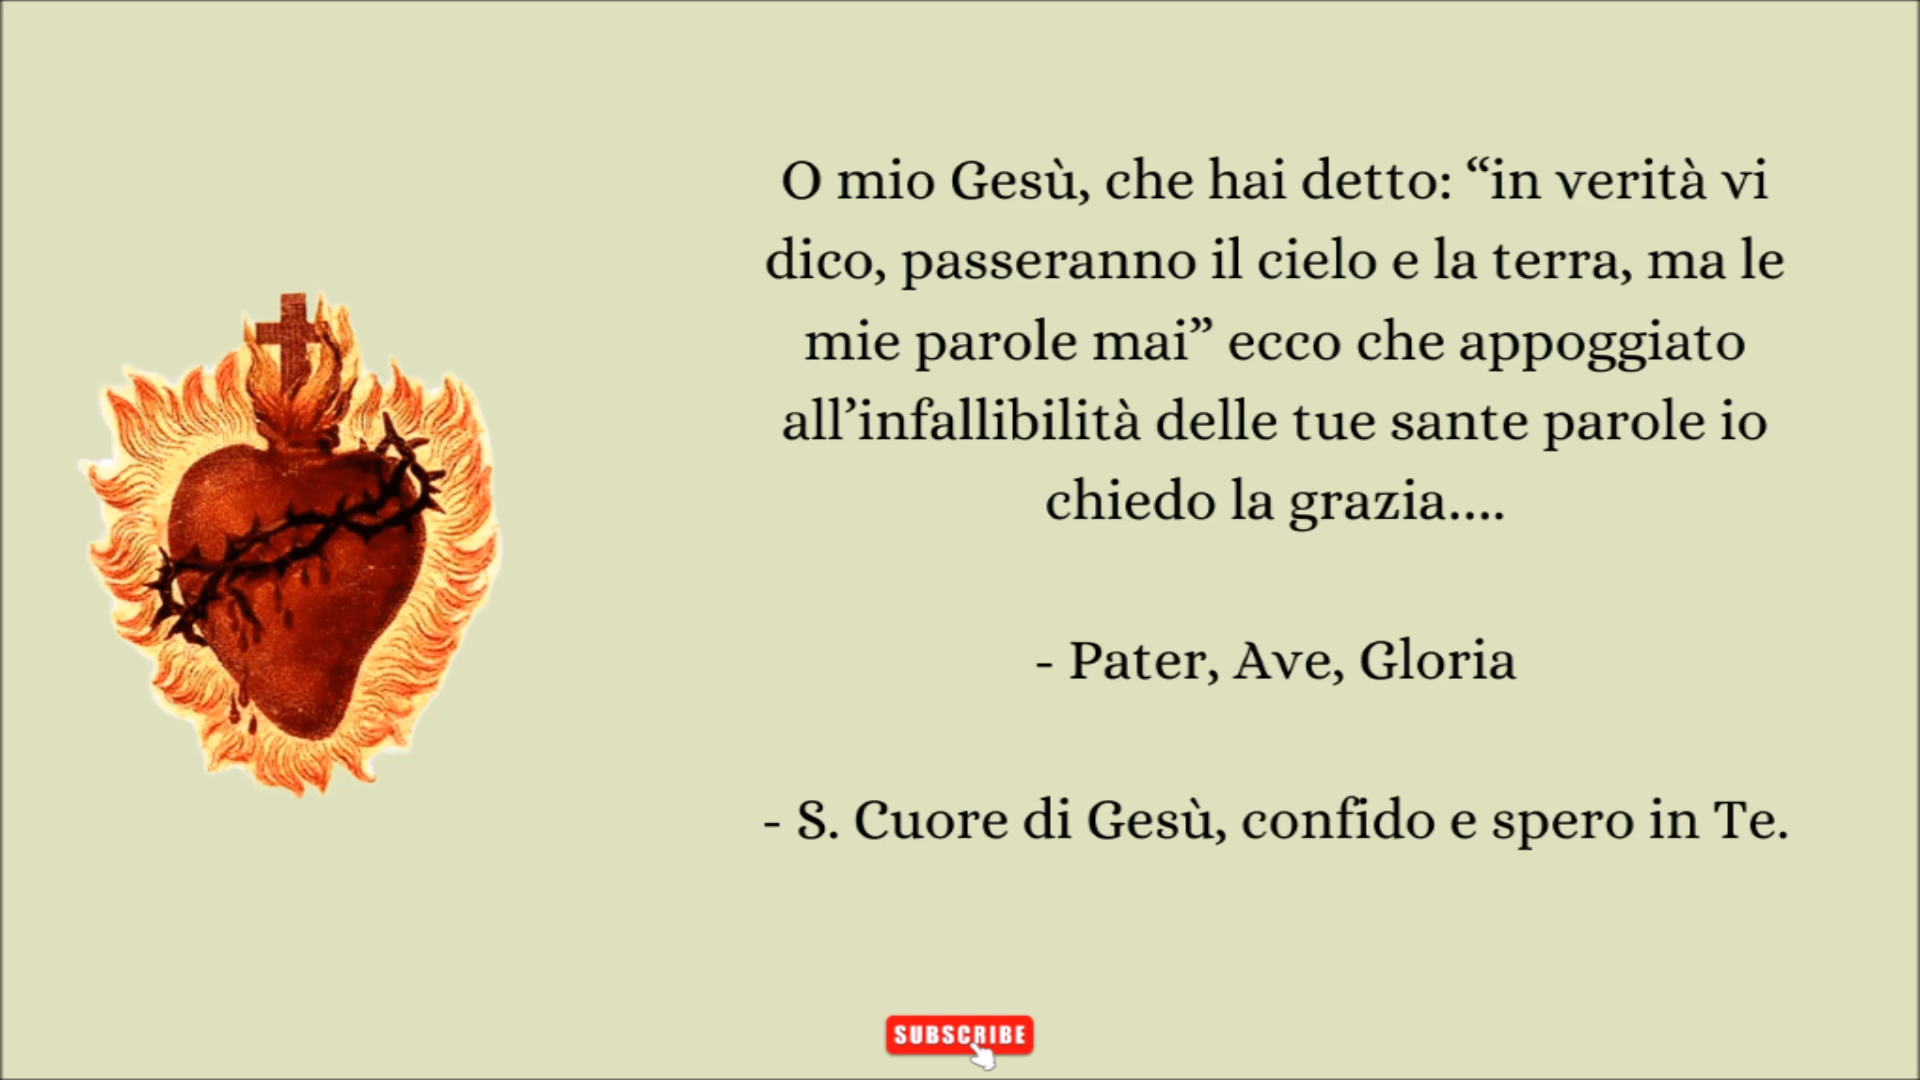 O mio Gesù, che hai detto: “in verità vi
dico, passeranno il cielo e la terra, ma le
mie parole mai” ecco che appoggiato
all’infallibilità delle tue sante parole io
chiedo la grazia....
- Pater, Ave, Gloria
- S. Cuore di Gesù, confido e spero in Te.
SUBSCRIBE